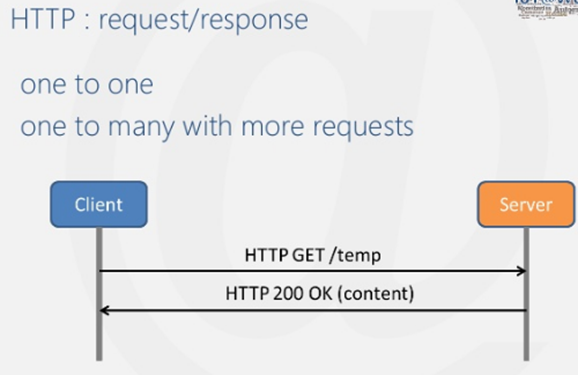 HTTP : request/response
one to one
one to many with more requests
Client
Server
HTTP GET /temp
HTTP 200 OK (content)